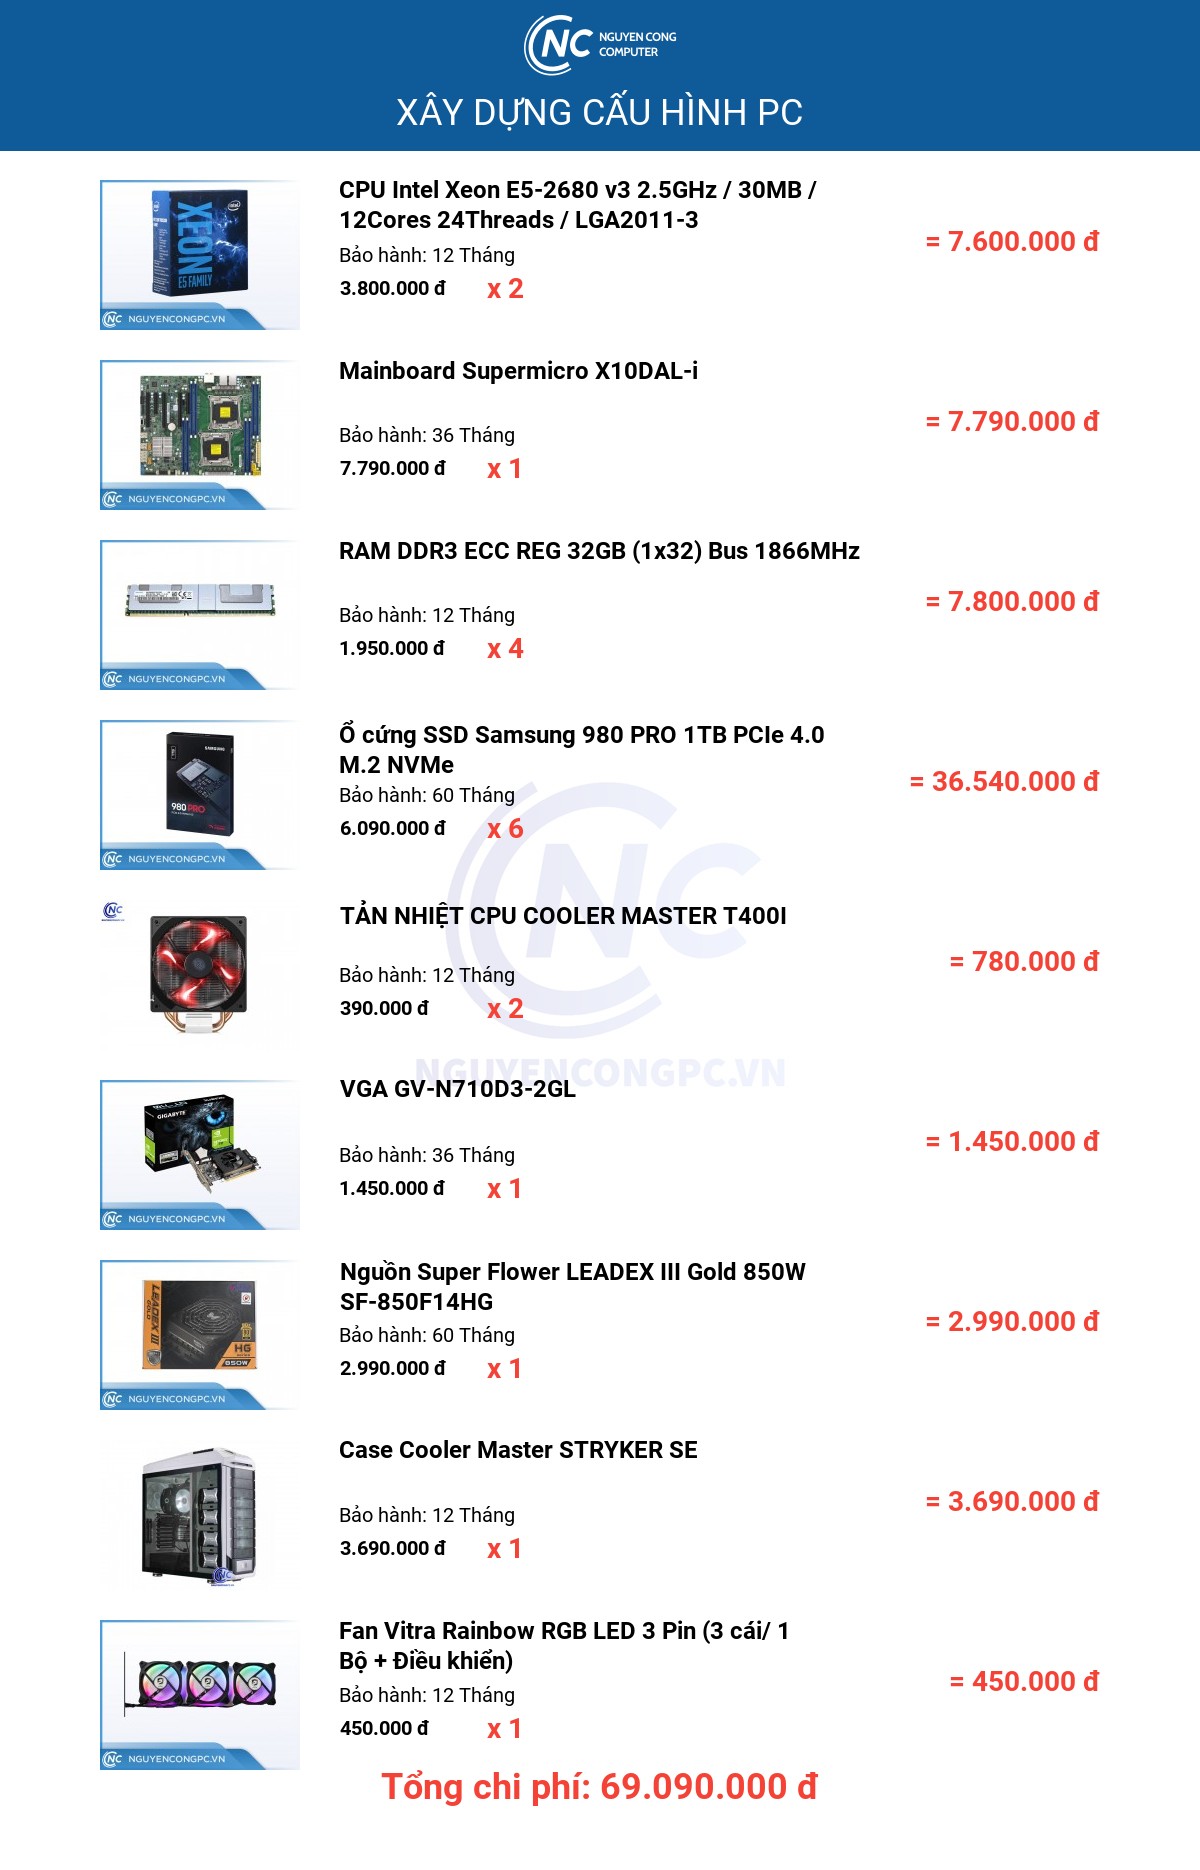 NC NGUYEN CONG
COMPUTER
XÂY DỰNG CẤU HÌNH PC
CPU Intel Xeon E5-2680 v3 2.5GHz / 30MB /
12Cores 24Threads / LGA2011-3
Bảo hành: 12 Tháng
3.800.000 đ x 2
= 7.600.000 đ
XEON
E5 FAMILY
NC NGUYENCONGPC.VN
Mainboard Supermicro X10DAL-i
Bảo hành: 36 Tháng
7.790.000 đ x 1
= 7.790.000 đ
NC NGUYENCONGPC.VN
RAM DDR3 ECC REG 32GB (1x32) Bus 1866MHz
Bảo hành: 12 Tháng
1.950.000 đ x 4
= 7.800.000 đ
NC NGUYENCONGPC.VN
Ổ cứng SSD Samsung 980 PRO 1TB PCIe 4.0
M.2 NVMe
Bảo hành: 60 Tháng
6.090.000 đ x 6
= 36.540.000 đ
SAMSUNG
980 PRO
NC NGUYENCONGPC.VN
NC
TẢN NHIỆT CPU COOLER MASTER T400I
Bảo hành: 12 Tháng
390.000 đ x 2
= 780.000 đ
NC
NGUYENCONGPC.VN
VGA GV-N710D3-2GL
Bảo hành: 36 Tháng
1.450.000 đ x 1
= 1.450.000 đ
GIGABYTE
NC NGUYENCONGPC.VN
Nguồn Super Flower LEADEX III Gold 850W
SF-850F14HG
Bảo hành: 60 Tháng
2.990.000 đ x 1
= 2.990.000 đ
LEADEX III
GOLD
HG
850W
NC NGUYENCONGPC.VN
Case Cooler Master STRYKER SE
Bảo hành: 12 Tháng
3.690.000 đ x 1
= 3.690.000 đ
NC
Fan Vitra Rainbow RGB LED 3 Pin (3 cái/ 1
Bộ + Điều khiển)
Bảo hành: 12 Tháng
450.000 đ x 1
= 450.000 đ
NC NGUYENCONGPC.VN
Tổng chi phí: 69.090.000 đ